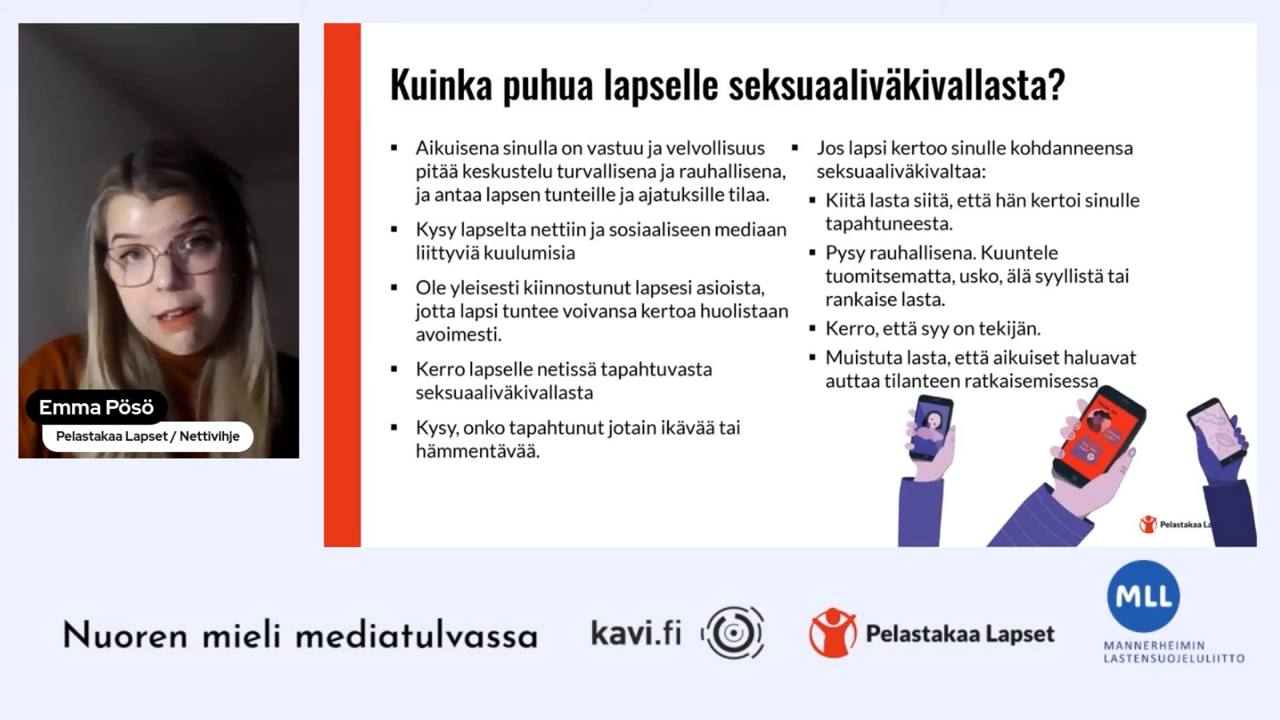 Kuinka puhua lapselle seksuaaliväkivallasta?
▪ Aikuisena sinulla on vastuu ja velvollisuus
pitää keskustelu turvallisena ja rauhallisena,
ja antaa lapsen tunteille ja ajatuksille tilaa.
▪ Kysy lapselta nettiin ja sosiaaliseen mediaan
liittyviä kuulumisia
▪ Ole yleisesti kiinnostunut lapsesi asioista,
jotta lapsi tuntee voivansa kertoa huolistaan
avoimesti.
▪ Kerro lapselle netissä tapahtuvasta
seksuaaliväkivallasta
▪ Kysy, onko tapahtunut jotain ikävää tai
hämmentävää.
▪ Jos lapsi kertoo sinulle kohdanneensa
seksuaaliväkivaltaa:
▪ Kiitä lasta siitä, että hän kertoi sinulle
tapahtuneesta.
▪ Pysy rauhallisena. Kuuntele
tuomitsematta, usko, älä syyllistä tai
rankaise lasta.
▪ Kerro, että syy on tekijän.
▪ Muistuta lasta, että aikuiset haluavat
auttaa tilanteen ratkaisemisessa
Pelastakaa
Emma Pösö
Pelastakaa Lapset / Nettivihje
Nuoren mieli mediatulvassa
kavi.fi
Pelastakaa Lapset
MLL
MANNERHEIMIN
LASTENSUOJELULIITTO